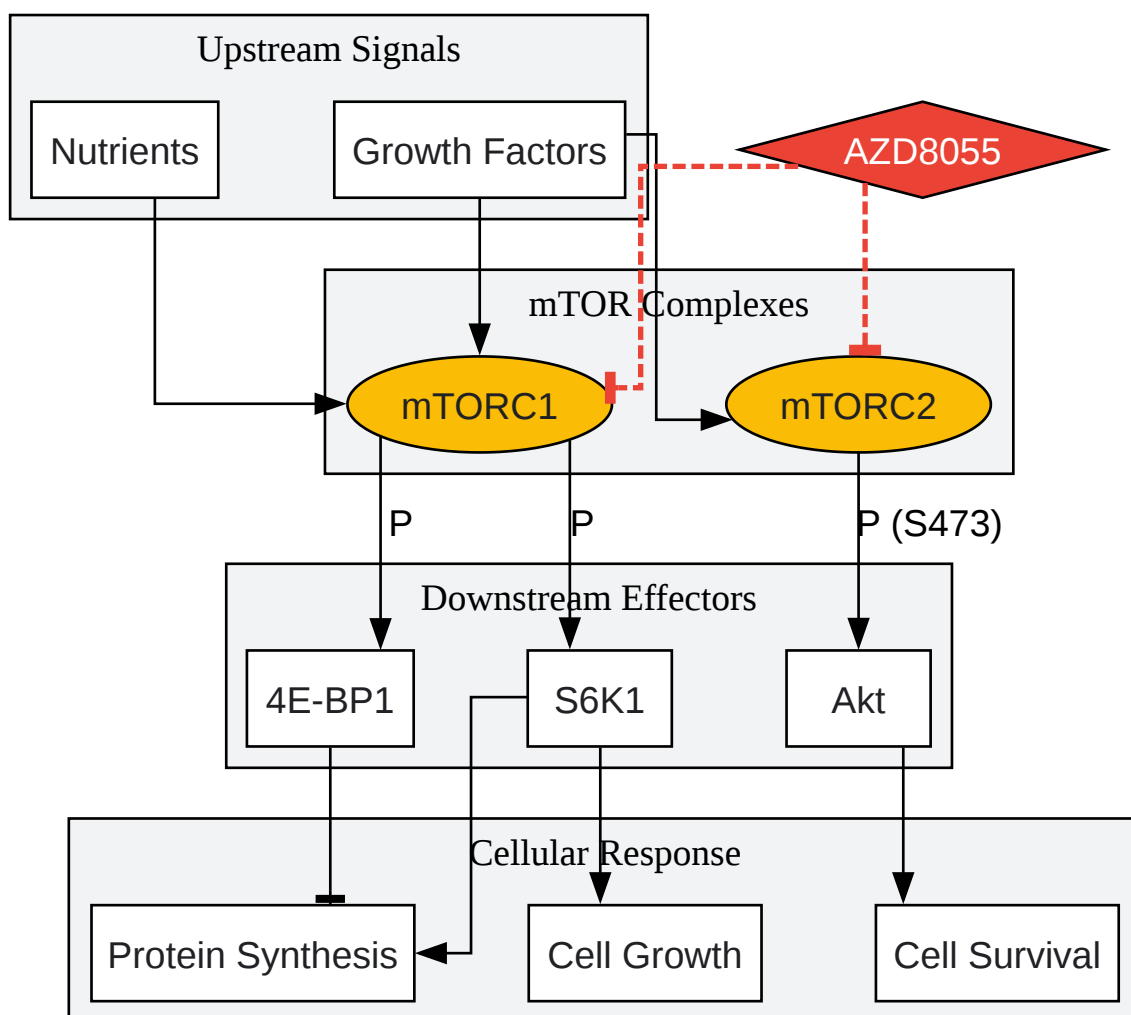 Upstream Signals
Nutrients
Growth Factors
AZD8055
mTOR Complexes
mTORC1
mTORC2
P
P
P (S473)
Downstream Effectors
4E-BP1
S6K1
Akt
Cellular Response
Protein Synthesis
Cell Growth
Cell Survival